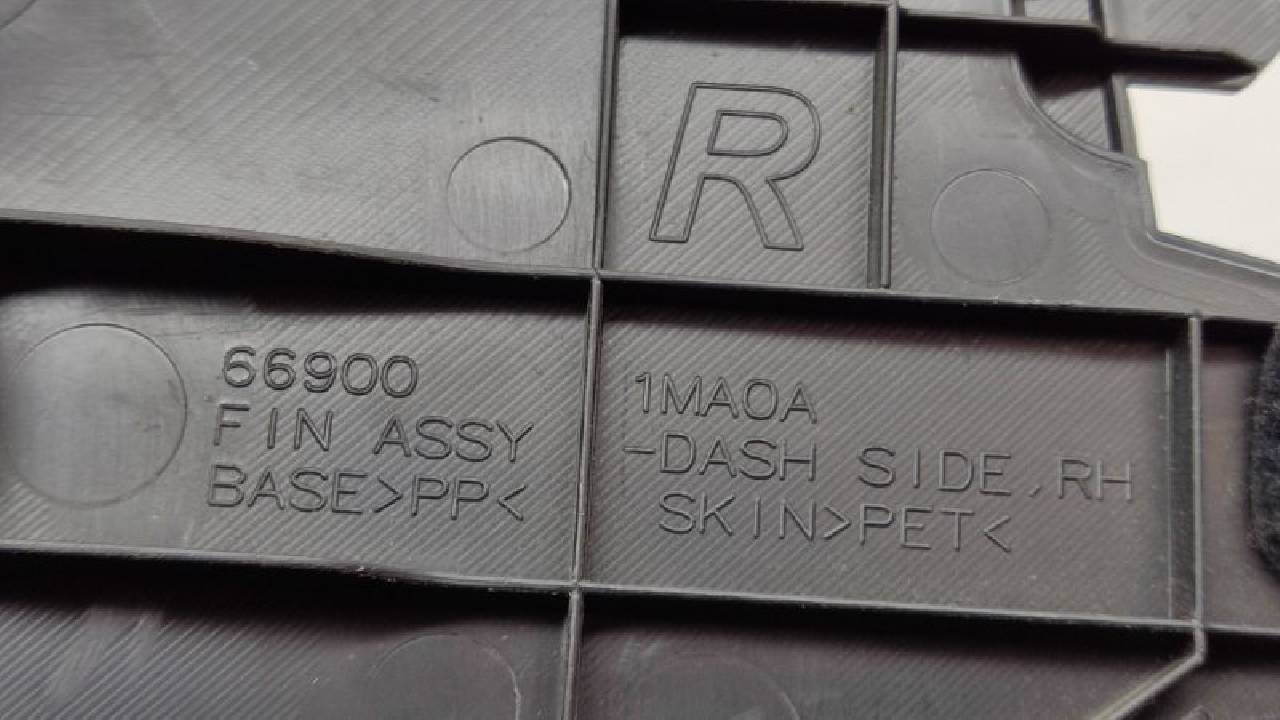 R
66900 1MA0A
FIN ASSY -DASH SIDE,RH
BASE>PP< SKIN>PET<